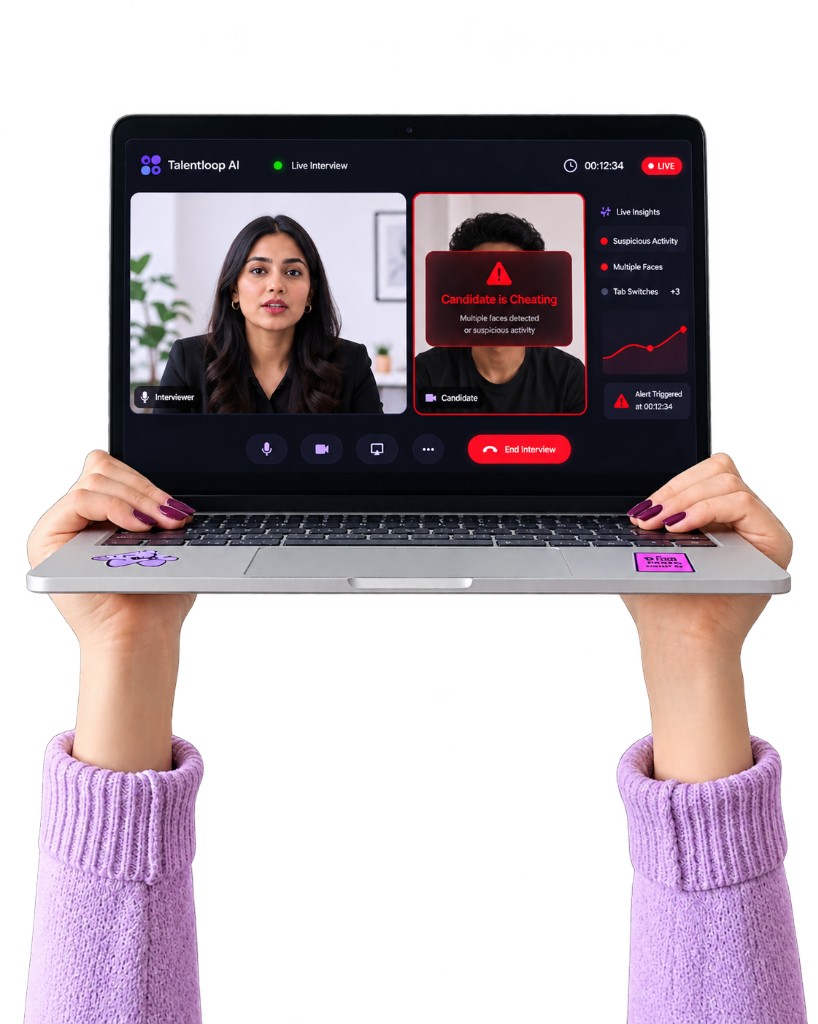 Talentloop AI
Live Interview
00:12:34
LIVE
Interviewer
Candidate is Cheating
Multiple faces detected
or suspicious activity
Candidate
Live Insights
Suspicious Activity
Multiple Faces
Tab Switches +3
Alert Triggered
at 00:12:34
End Interview